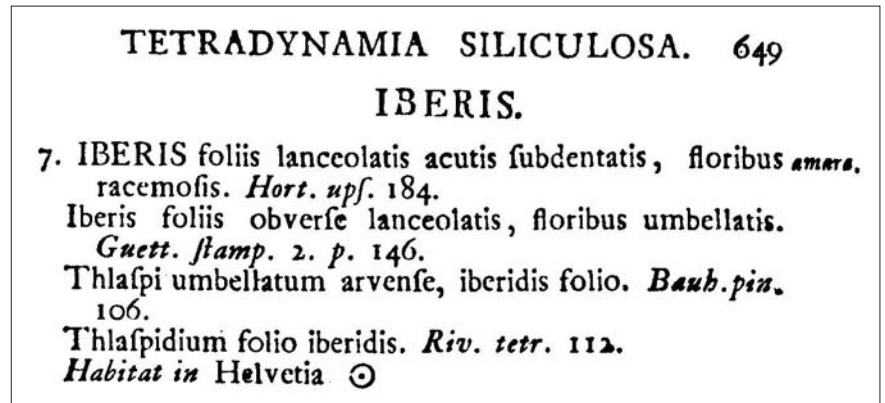 TETRADYNAMIA SILICULOSA. 649
IBERIS.
7. IBERIS foliis lanceolatis acutis ſubdentatis, floribus amara.
racemoſis. Hort. upſ. 184.
Iberis foliis obverſe lanceolatis, floribus umbellatis.
Guett. ſtamp. 2. p. 146.
Thlaſpi umbellatum arvenſe, iberidis folio. Bauh. pin.
106.
Thlaſpidium folio iberidis. Riv. tetr. 112.
Habitat in Helvetia ☉